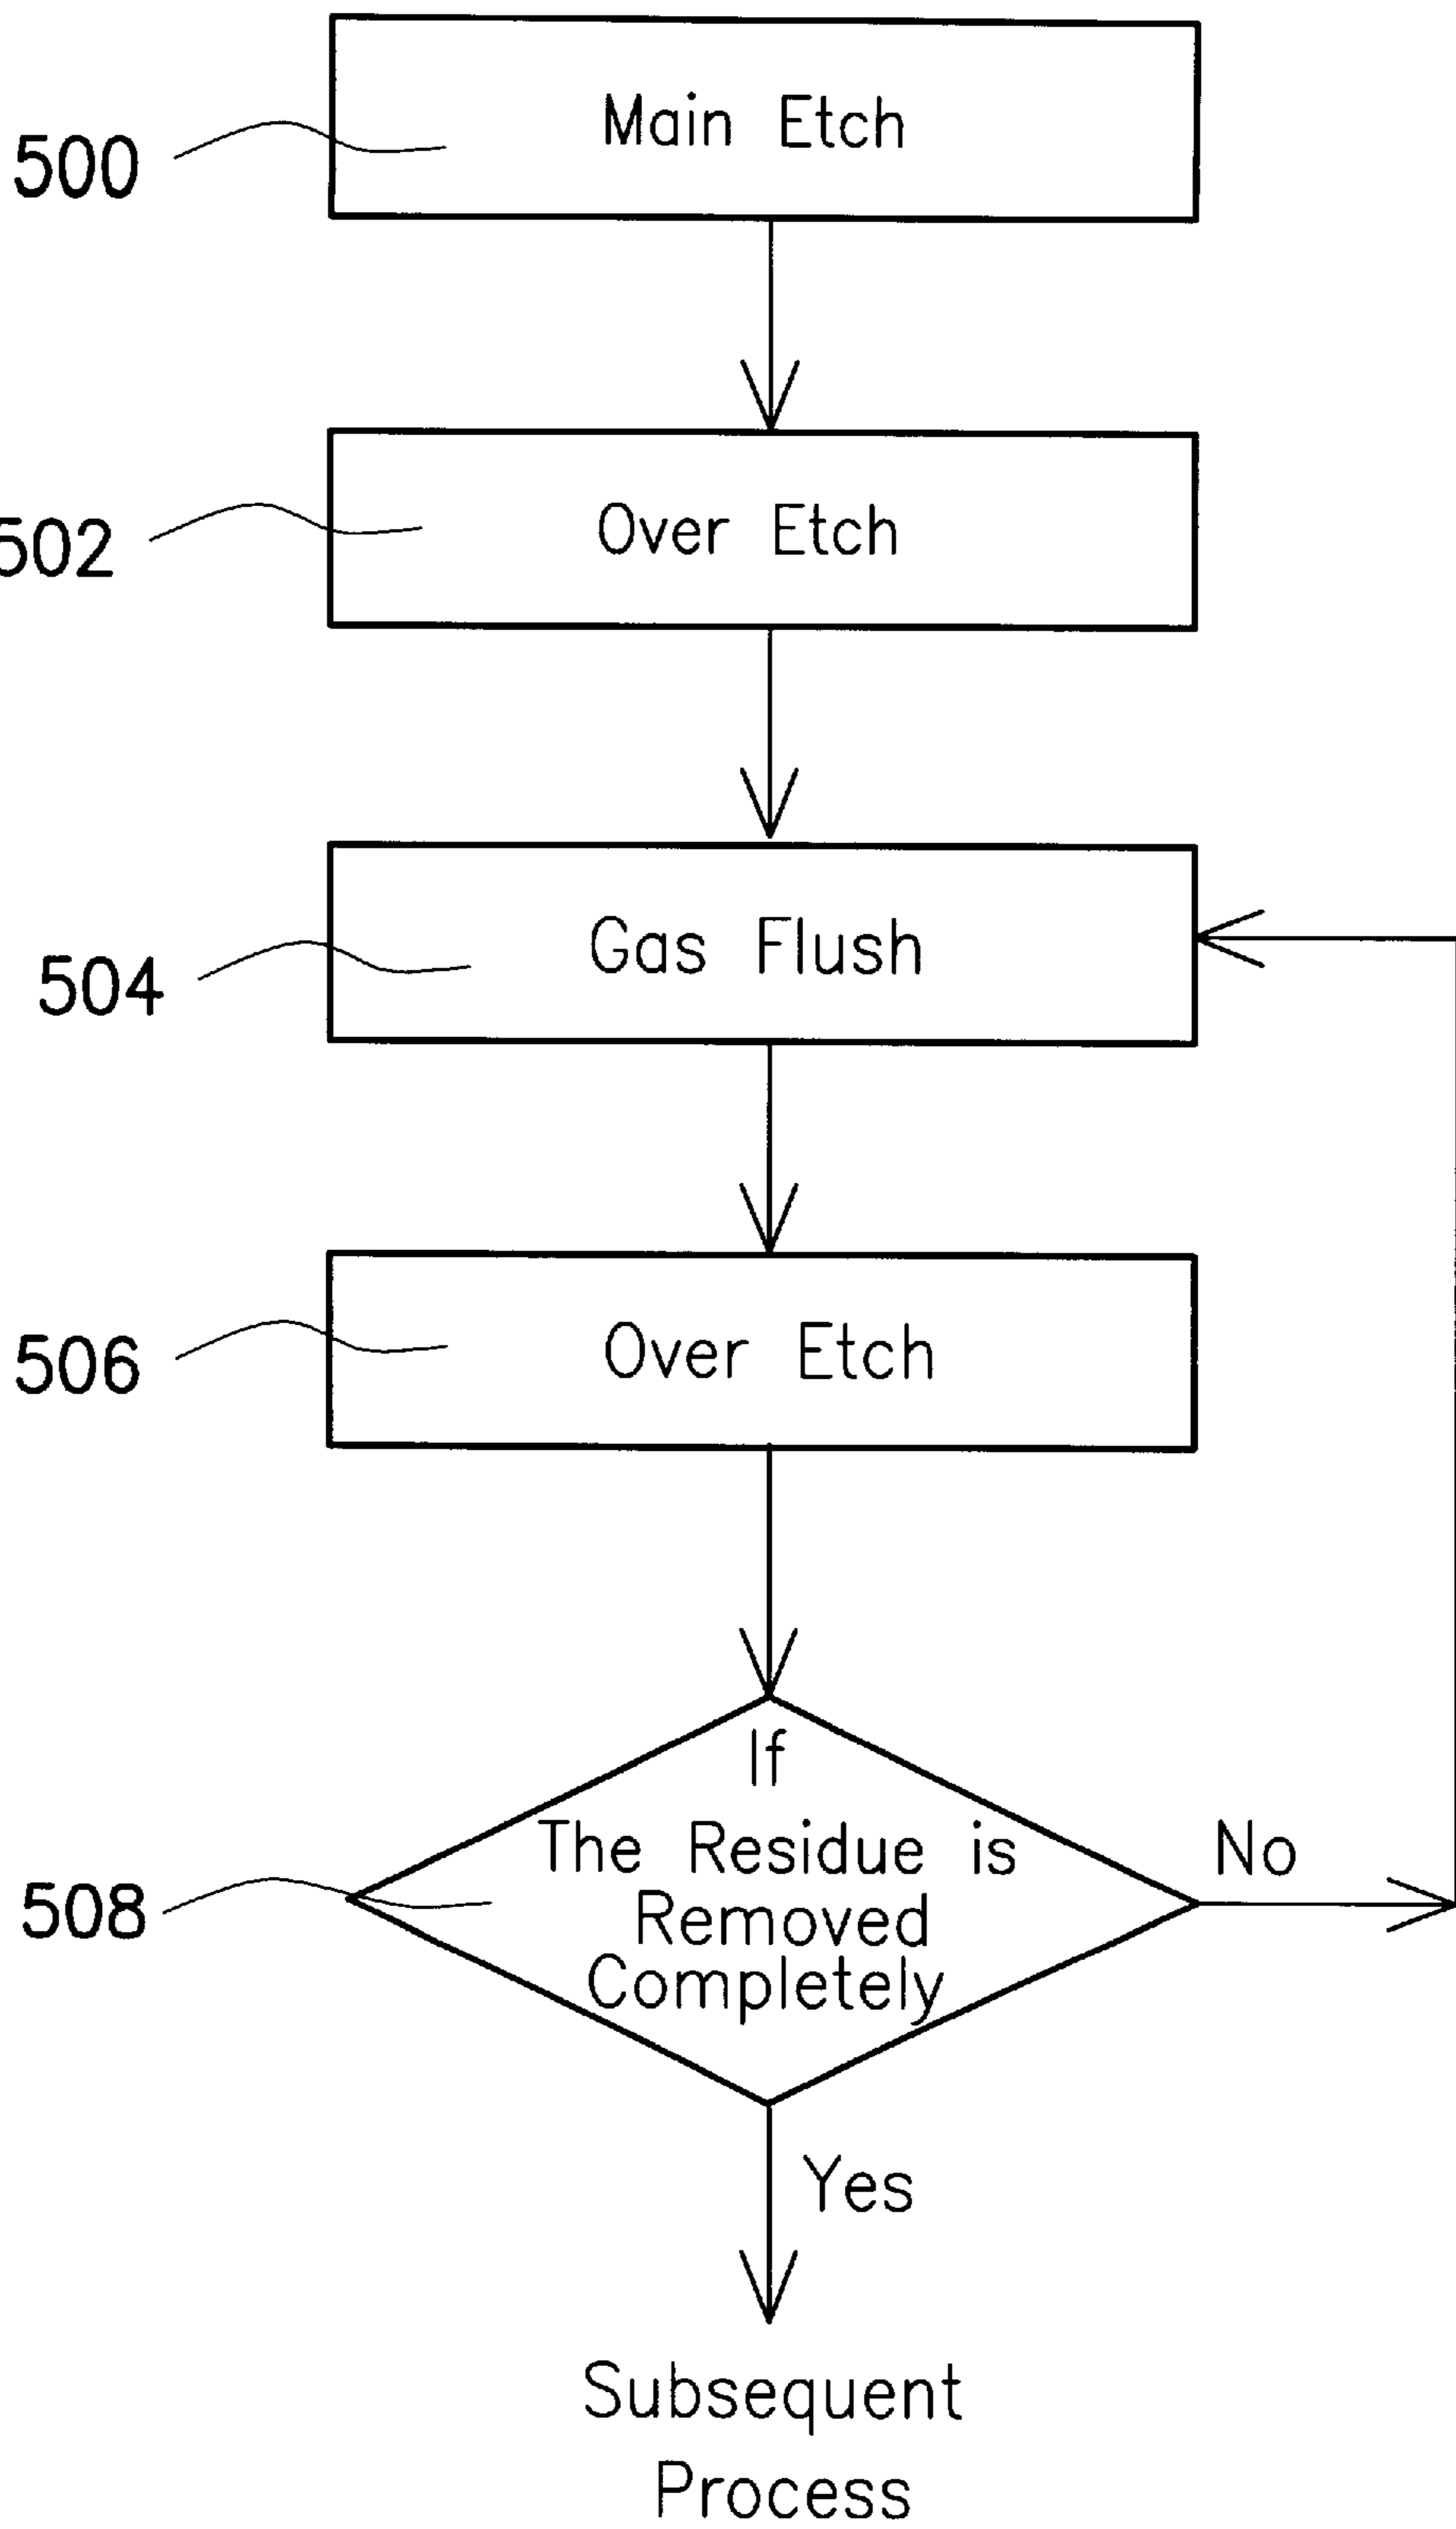 500
Main Etch
502
Over Etch
504
Gas Flush
506
Over Etch
508
If
The Residue is
Removed
Completely
No
Yes
Subsequent
Process